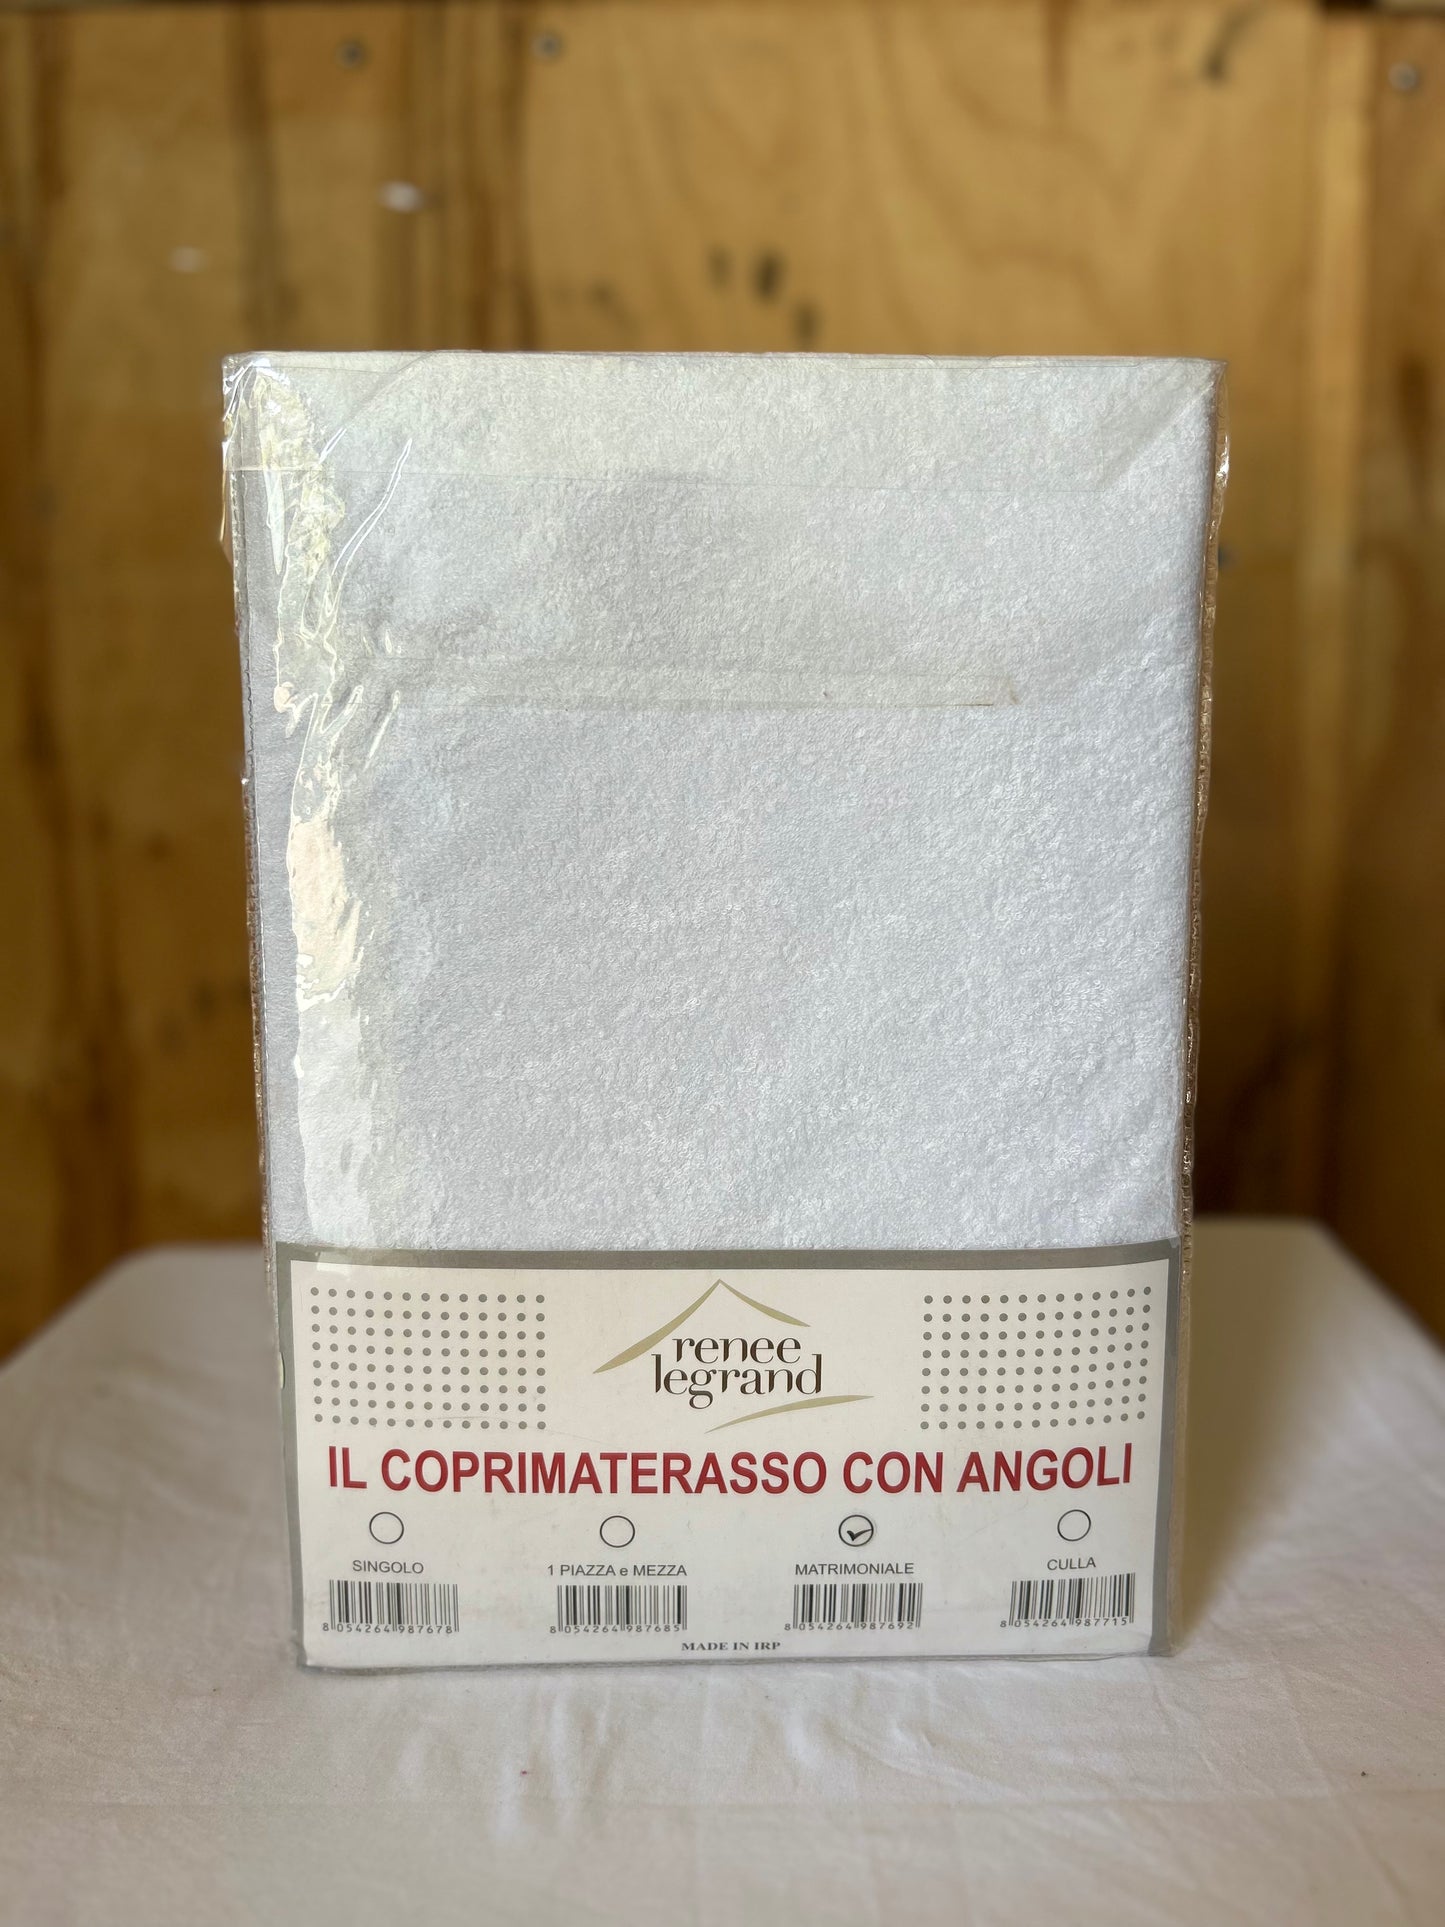 renee
legrand
IL COPRIMATERASSO CON ANGOLI
SINGOLO 1 PIAZZA e MEZZA MATRIMONIALE CULLA
8 054264 987678 8 054264 987685 8 054264 987692 8 054264 987715
MADE IN IRP